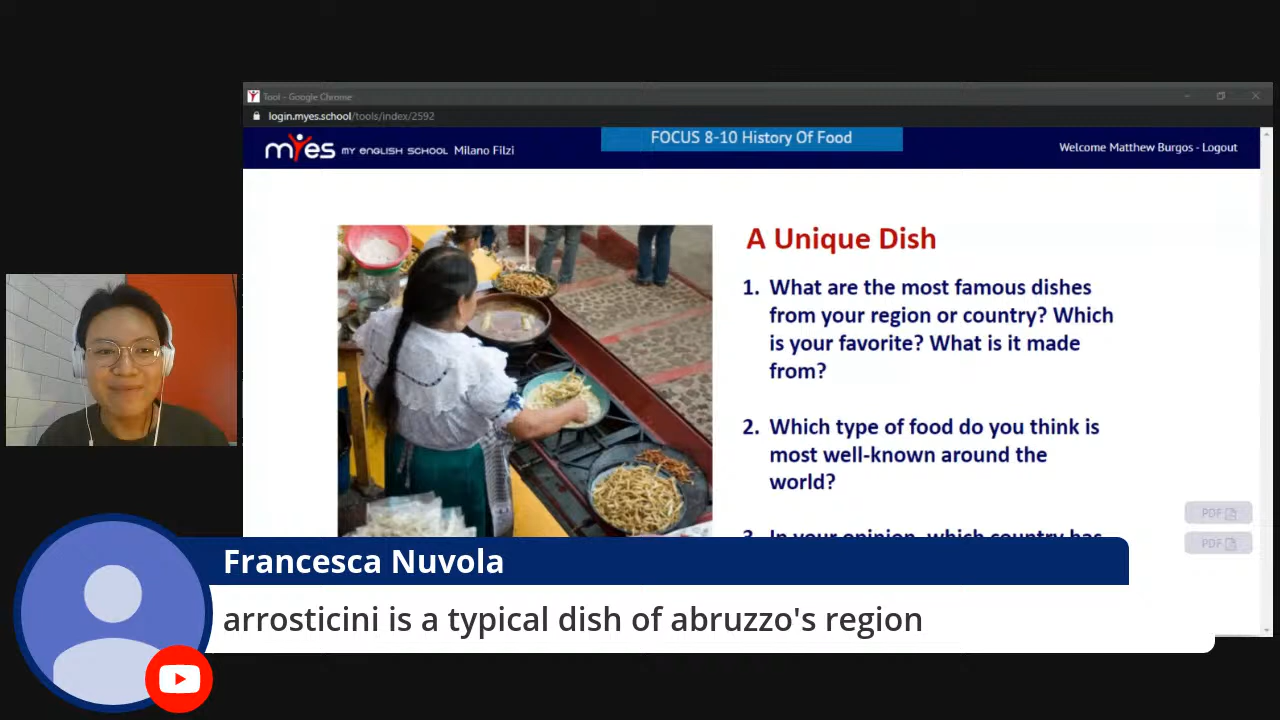 Tool - Google Chrome
login.myes.school/tools/index/2592
myes MY ENGLISH SCHOOL Milano Filzi
FOCUS 8-10 History Of Food
Welcome Matthew Burgos - Logout
A Unique Dish
1. What are the most famous dishes
from your region or country? Which
is your favorite? What is it made
from?
2. Which type of food do you think is
most well-known around the
world?
3. In your opinion, which country has
PDF
PDF
Francesca Nuvola
arrosticini is a typical dish of abruzzo's region